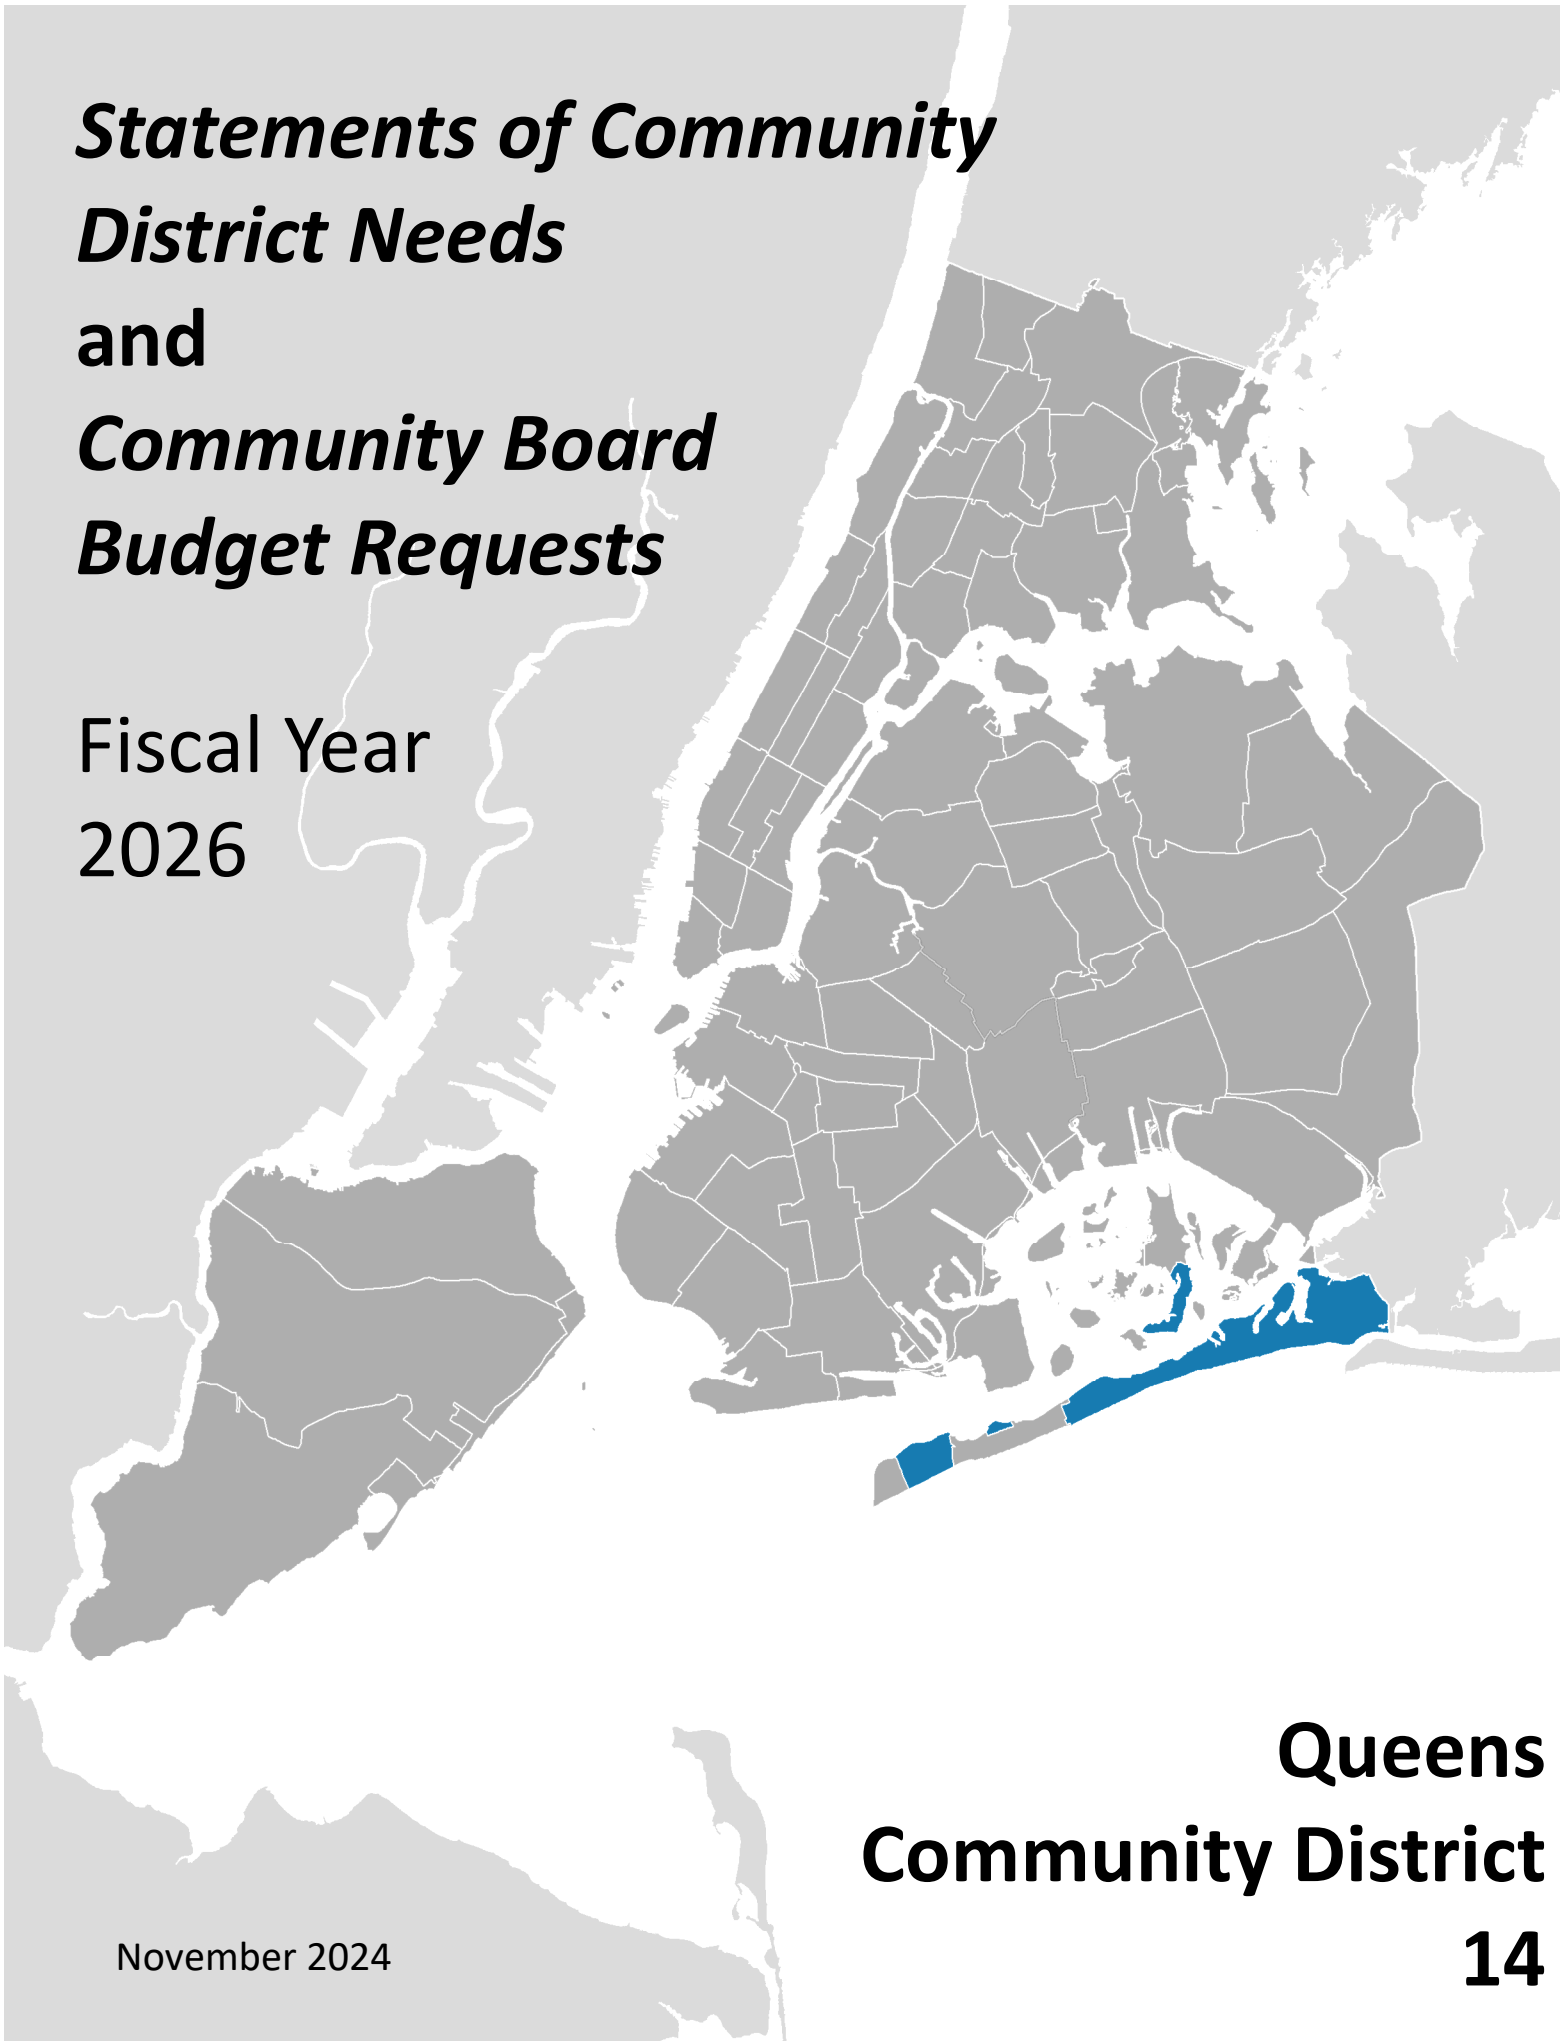 Statements of Community
District Needs
and
Community Board
Budget Requests
Fiscal Year
2026
Queens
Community District
14
November 2024